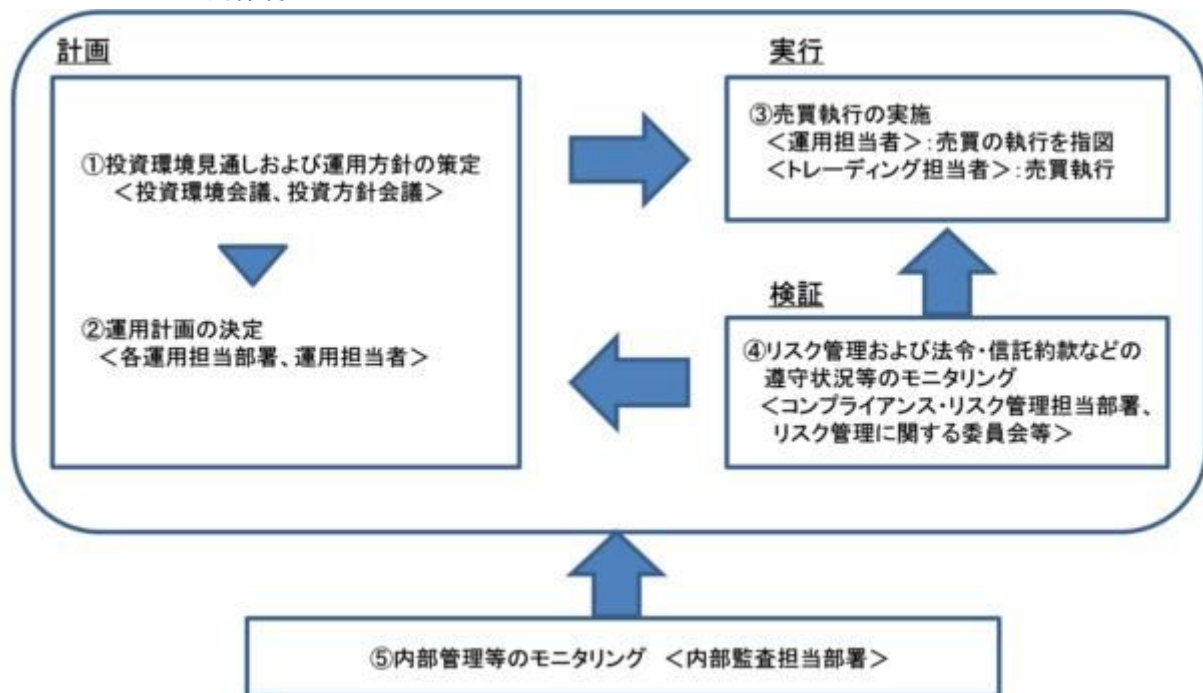 計画
①投資環境見通しおよび運用方針の策定
＜投資環境会議、投資方針会議＞
②運用計画の決定
＜各運用担当部署、運用担当者＞
実行
③売買執行の実施
＜運用担当者＞：売買の執行を指図
＜トレーディング担当者＞：売買執行
検証
④リスク管理および法令・信託約款などの
遵守状況等のモニタリング
＜コンプライアンス・リスク管理担当部署、
リスク管理に関する委員会等＞
⑤内部管理等のモニタリング　＜内部監査担当部署＞